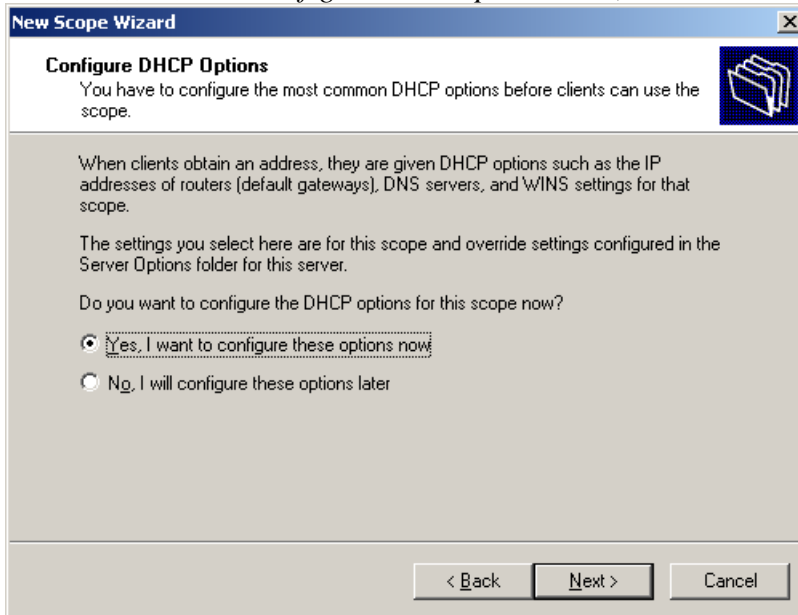 New Scope Wizard
Configure DHCP Options
You have to configure the most common DHCP options before clients can use the
scope.
When clients obtain an address, they are given DHCP options such as the IP
addresses of routers (default gateways), DNS servers, and WINS settings for that
scope.
The settings you select here are for this scope and override settings configured in the
Server Options folder for this server.
Do you want to configure the DHCP options for this scope now?
Yes, I want to configure these options now
No, I will configure these options later
< Back Next > Cancel